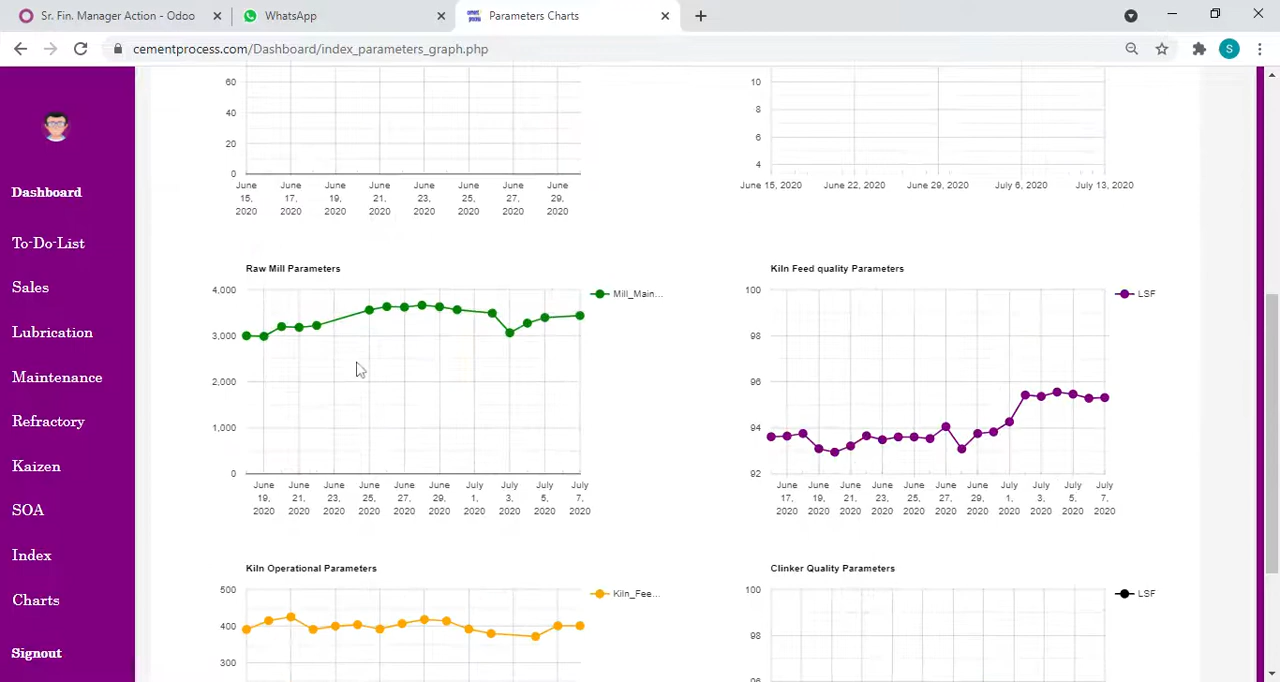 Sr. Fin. Manager Action - Odoo
WhatsApp
cement process
Parameters Charts
cementprocess.com/Dashboard/index_parameters_graph.php
S
Dashboard
To-Do-List
Sales
Lubrication
Maintenance
Refractory
Kaizen
SOA
Index
Charts
Signout
60
40
20
0
June 15, 2020
June 17, 2020
June 19, 2020
June 21, 2020
June 23, 2020
June 25, 2020
June 27, 2020
June 29, 2020
10
8
6
4
June 15, 2020
June 22, 2020
June 29, 2020
July 6, 2020
July 13, 2020
Raw Mill Parameters
4,000
3,000
2,000
1,000
0
Mill_Main...
June 19, 2020
June 21, 2020
June 23, 2020
June 25, 2020
June 27, 2020
June 29, 2020
July 1, 2020
July 3, 2020
July 5, 2020
July 7, 2020
Kiln Feed quality Parameters
100
98
96
94
92
LSF
June 17, 2020
June 19, 2020
June 21, 2020
June 23, 2020
June 25, 2020
June 27, 2020
June 29, 2020
July 1, 2020
July 3, 2020
July 5, 2020
July 7, 2020
Kiln Operational Parameters
500
400
300
Kiln_Fee...
Clinker Quality Parameters
100
98
96
LSF